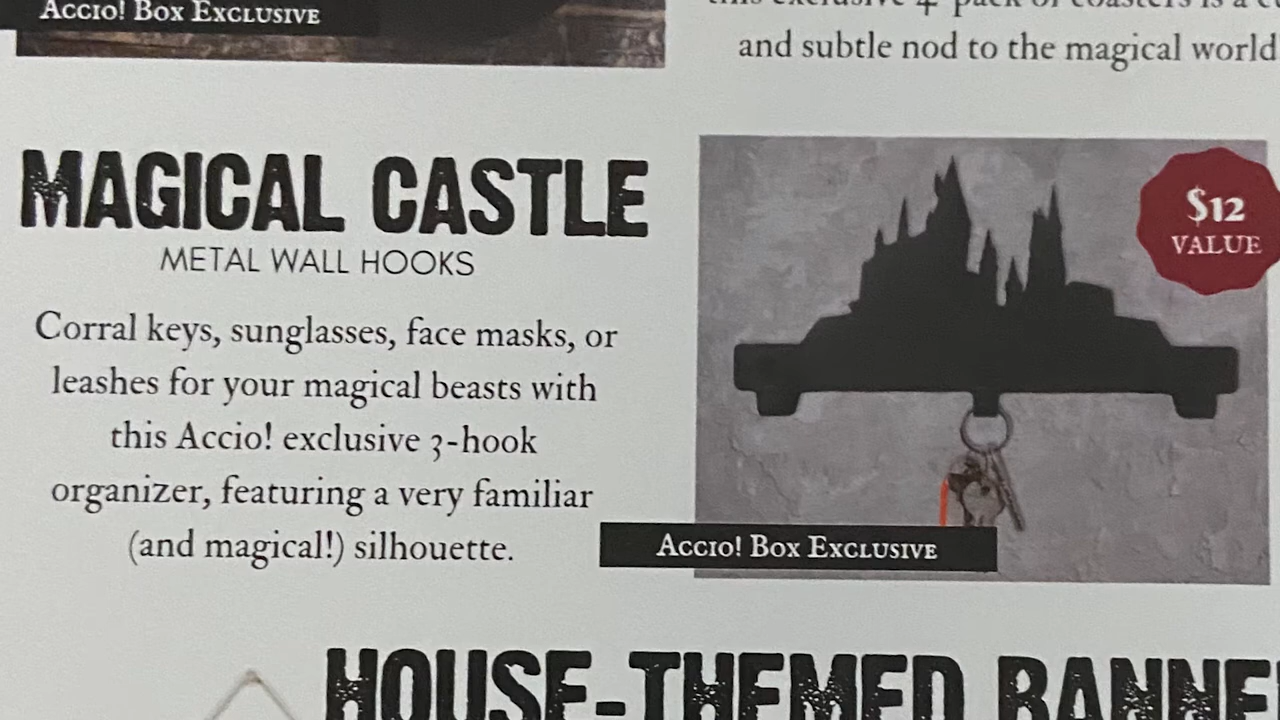 Accio! Box Exclusive
and subtle nod to the magical world
MAGICAL CASTLE
METAL WALL HOOKS
Corral keys, sunglasses, face masks, or
leashes for your magical beasts with
this Accio! exclusive 3-hook
organizer, featuring a very familiar
(and magical!) silhouette.
$12
VALUE
Accio! Box Exclusive
HOUSE-THEMED